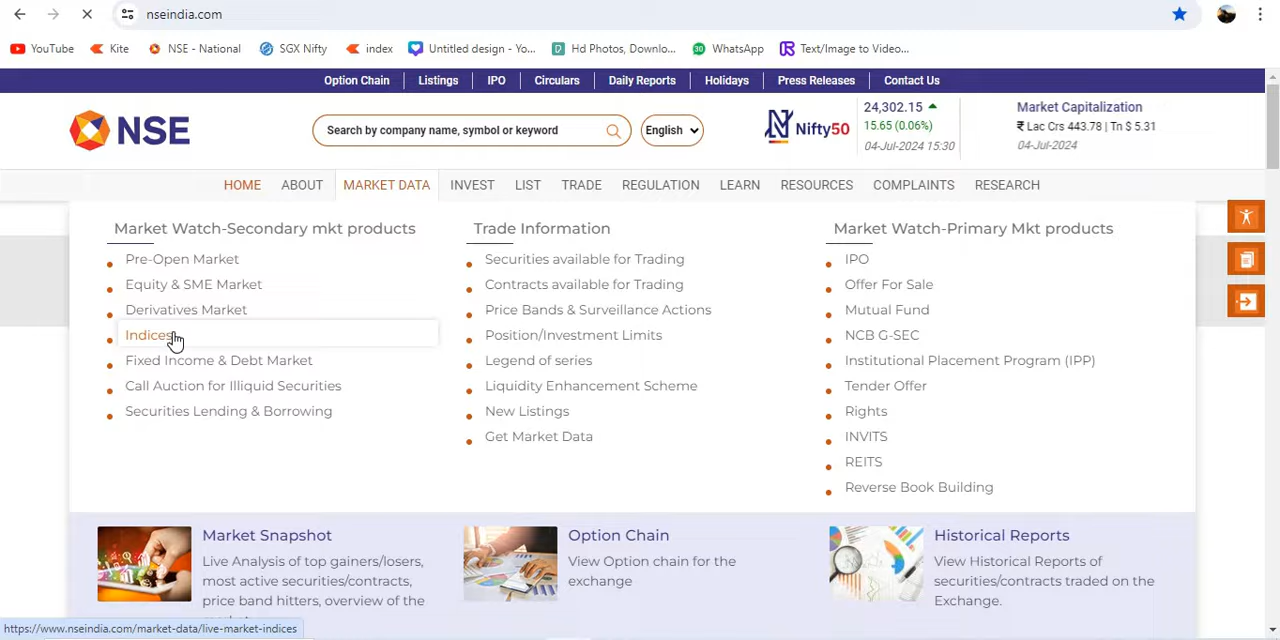 nseindia.com
YouTube Kite NSE - National SGX Nifty index Untitled design - Yo... Hd Photos, Downlo... 30 WhatsApp Text/Image to Video...
Option Chain Listings IPO Circulars Daily Reports Holidays Press Releases Contact Us
NSE
Search by company name, symbol or keyword
English
Nifty50
24,302.15
15.65 (0.06%)
04-Jul-2024 15:30
Market Capitalization
₹ Lac Crs 443.78 | Tn $ 5.31
04-Jul-2024
HOME ABOUT MARKET DATA INVEST LIST TRADE REGULATION LEARN RESOURCES COMPLAINTS RESEARCH
Market Watch-Secondary mkt products
Pre-Open Market
Equity & SME Market
Derivatives Market
Indices
Fixed Income & Debt Market
Call Auction for Illiquid Securities
Securities Lending & Borrowing
Trade Information
Securities available for Trading
Contracts available for Trading
Price Bands & Surveillance Actions
Position/Investment Limits
Legend of series
Liquidity Enhancement Scheme
New Listings
Get Market Data
Market Watch-Primary Mkt products
IPO
Offer For Sale
Mutual Fund
NCB G-SEC
Institutional Placement Program (IPP)
Tender Offer
Rights
INVITS
REITS
Reverse Book Building
Market Snapshot
Live Analysis of top gainers/losers,
most active securities/contracts,
price band hitters, overview of the
Option Chain
View Option chain for the
exchange
Historical Reports
View Historical Reports of
securities/contracts traded on the
Exchange.
https://www.nseindia.com/market-data/live-market-indices